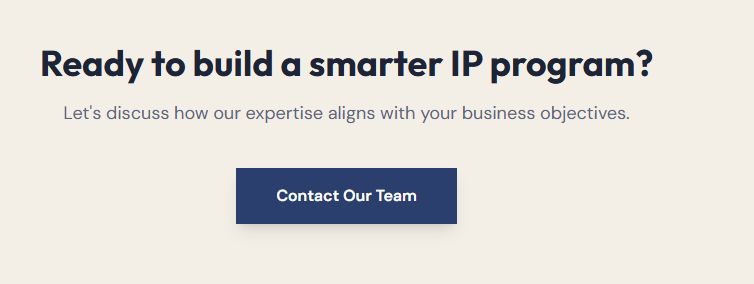 Ready to build a smarter IP program?
Let's discuss how our expertise aligns with your business objectives.
Contact Our Team